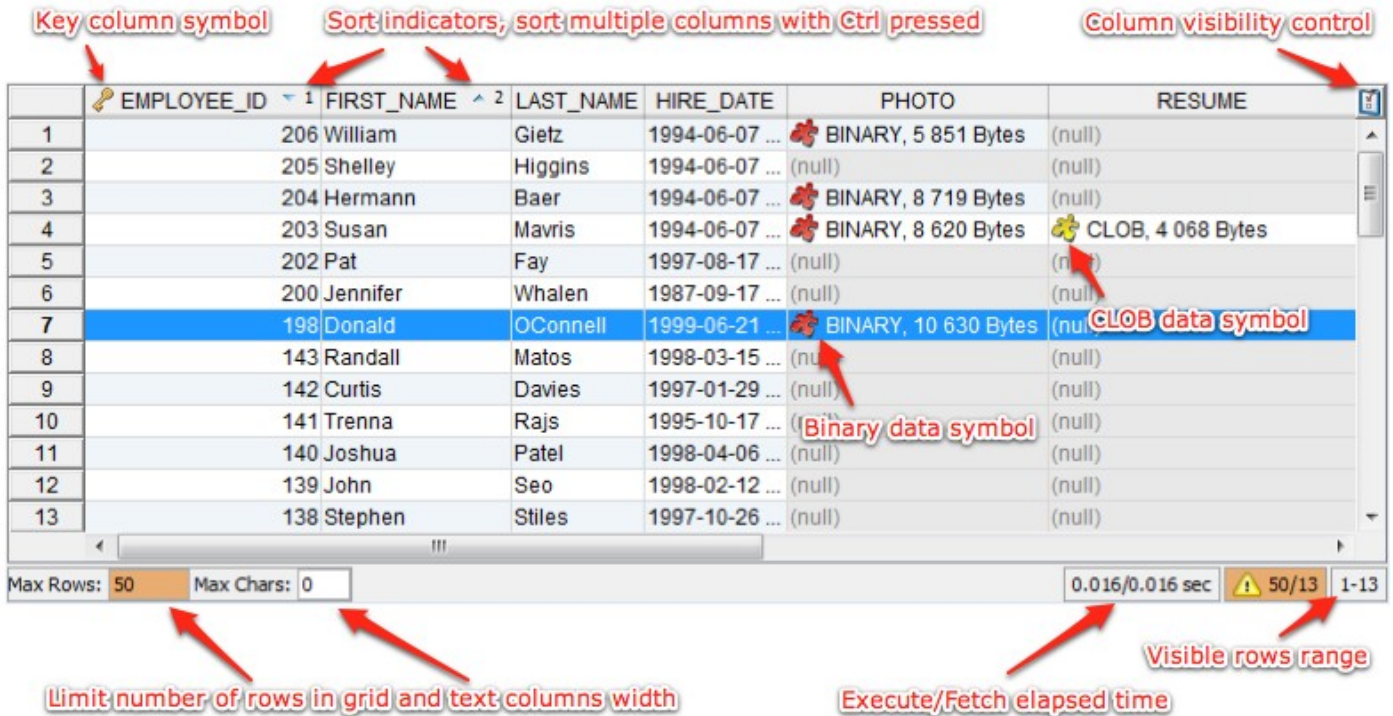 Key column symbol Sort indicators, sort multiple columns with Ctrl pressed Column visibility control
EMPLOYEE_ID 1 FIRST_NAME 2 LAST_NAME HIRE_DATE PHOTO RESUME
1 206 William Gietz 1994-06-07 ... BINARY, 5 851 Bytes (null)
2 205 Shelley Higgins 1994-06-07 ... (null) (null)
3 204 Hermann Baer 1994-06-07 ... BINARY, 8 719 Bytes (null)
4 203 Susan Mavris 1994-06-07 ... BINARY, 8 620 Bytes CLOB, 4 068 Bytes
5 202 Pat Fay 1997-08-17 ... (null)
6 200 Jennifer Whalen 1987-09-17 ... (null) (null)
7 198 Donald OConnell 1999-06-21 ... BINARY, 10 630 Bytes CLOB data symbol
8 143 Randall Matos 1998-03-15 ... (null)
9 142 Curtis Davies 1997-01-29 ... (null) (null)
10 141 Trenna Rajs 1995-10-17 ... Binary data symbol (null)
11 140 Joshua Patel 1998-04-06 ... (null) (null)
12 139 John Seo 1998-02-12 ... (null) (null)
13 138 Stephen Stiles 1997-10-26 ... (null) (null)
Max Rows: 50 Max Chars: 0 0.016/0.016 sec 50/13 1-13
Visible rows range
Limit number of rows in grid and text columns width Execute/Fetch elapsed time